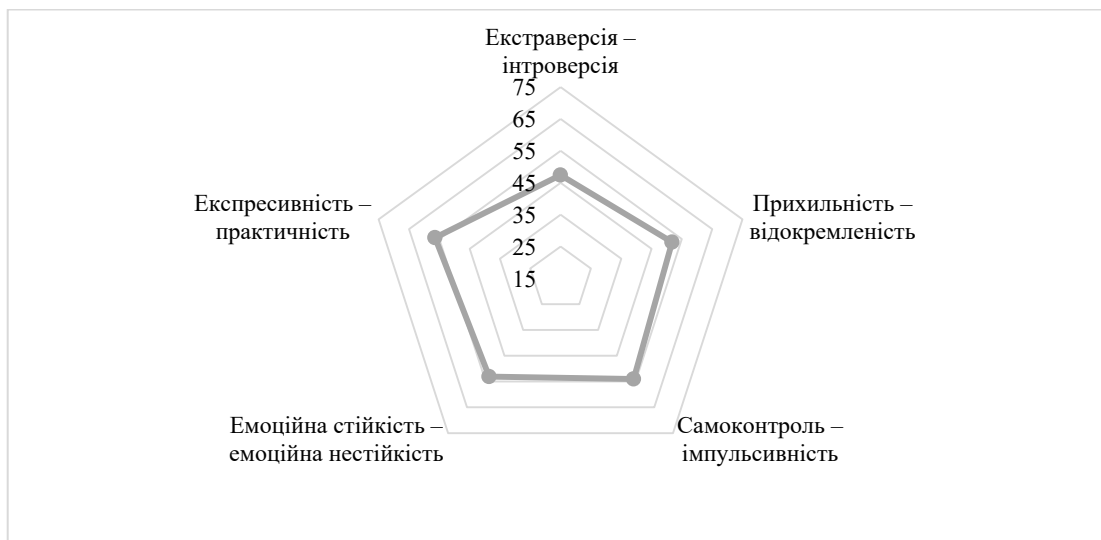 Екстраверсія –
інтроверсія
75
65
55
45
35
25
15
Експресивність –
практичність
Прихильність –
відокремленість
Емоційна стійкість –
емоційна нестійкість
Самоконтроль –
імпульсивність